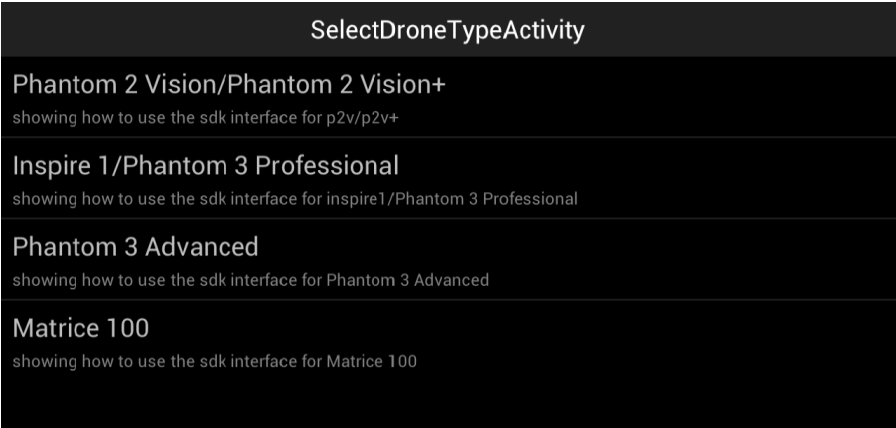 SelectDroneTypeActivity
Phantom 2 Vision/Phantom 2 Vision+
showing how to use the sdk interface for p2v/p2v+
Inspire 1/Phantom 3 Professional
showing how to use the sdk interface for inspire1/Phantom 3 Professional
Phantom 3 Advanced
showing how to use the sdk interface for Phantom 3 Advanced
Matrice 100
showing how to use the sdk interface for Matrice 100